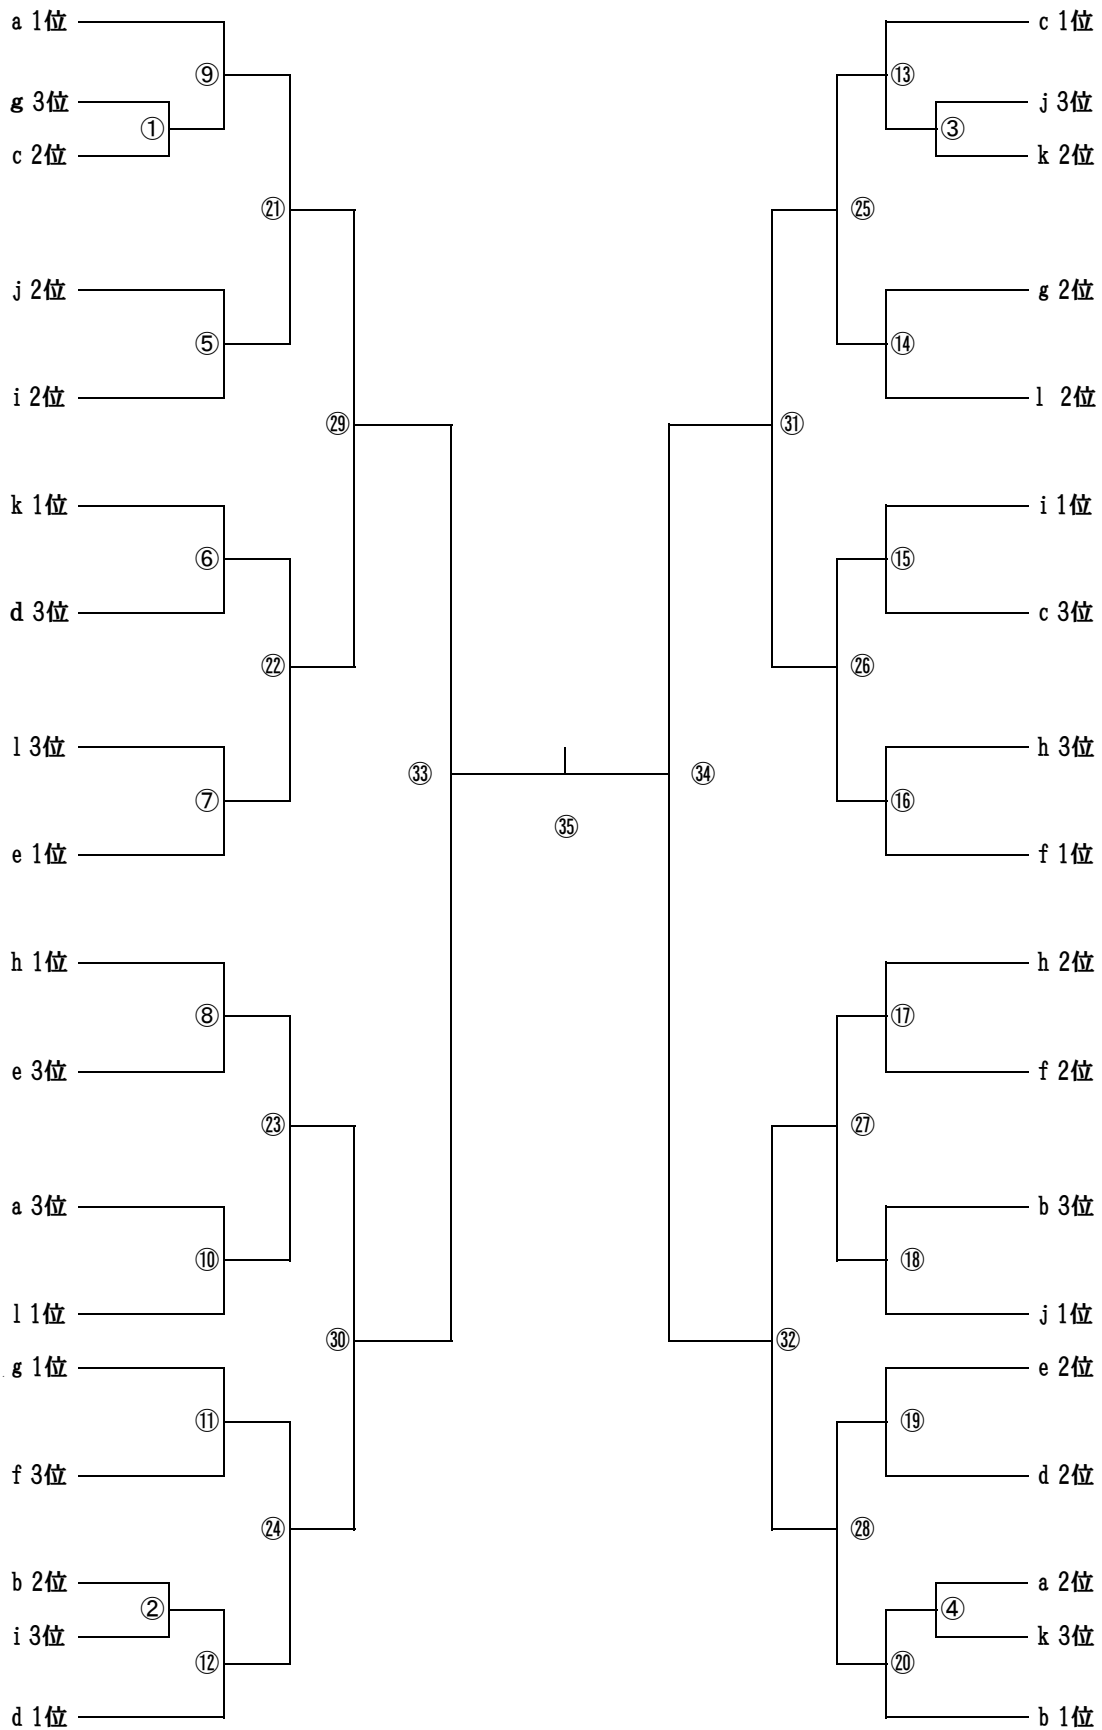 a 1位 c 1位
⑨ ⑬
g 3位 j 3位
① ③
c 2位 k 2位
㉑ ㉕
j 2位 g 2位
⑤ ⑭
i 2位 l 2位
㉙ ㉛
k 1位 i 1位
⑥ ⑮
d 3位 c 3位
㉒ ㉖
l 3位 h 3位
㉝ ㉞
⑦ ⑯
㉟
e 1位 f 1位
h 1位 h 2位
⑧ ⑰
e 3位 f 2位
㉓ ㉗
a 3位 b 3位
⑩ ⑱
l 1位 j 1位
㉚ ㉜
g 1位 e 2位
⑪ ⑲
f 3位 d 2位
㉔ ㉘
b 2位 a 2位
② ④
i 3位 k 3位
⑫ ⑳
d 1位 b 1位